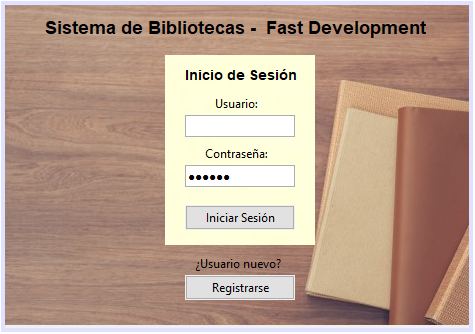 Sistema de Bibliotecas -  Fast Development
Inicio de Sesión
Usuario:
Contraseña:
••••••
Iniciar Sesión
¿Usuario nuevo?
Registrarse